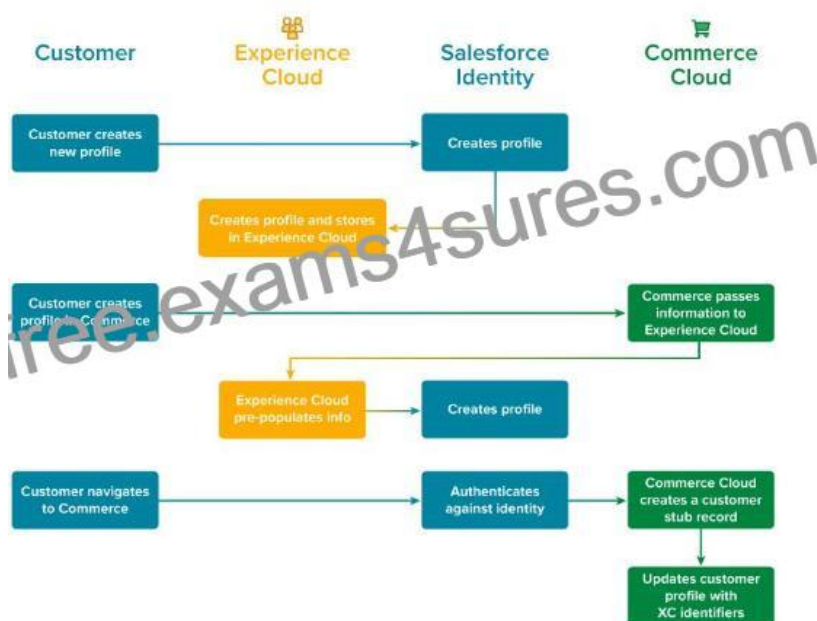 Customer
Experience
Cloud
Salesforce
Identity
Commerce
Cloud
Customer creates
new profile
Creates profile
Creates profile and stores
in Experience Cloud
Customer creates
profile in Commerce
Commerce passes
information to
Experience Cloud
Experience Cloud
pre-populates info
Creates profile
Customer navigates
to Commerce
Authenticates
against identity
Commerce Cloud
creates a customer
stub record
Updates customer
profile with
XC identifiers
free.exams4sures.com